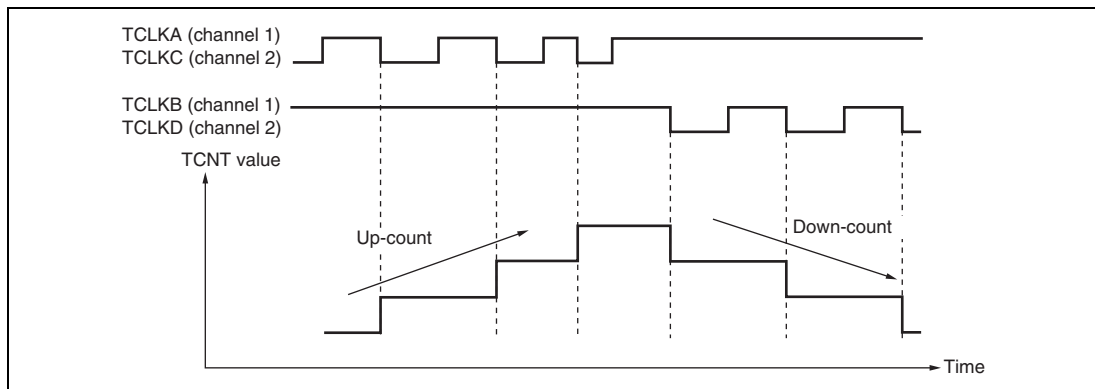 TCLKA (channel 1)
TCLKC (channel 2)
TCLKB (channel 1)
TCLKD (channel 2)
TCNT value
Up-count
Down-count
Time